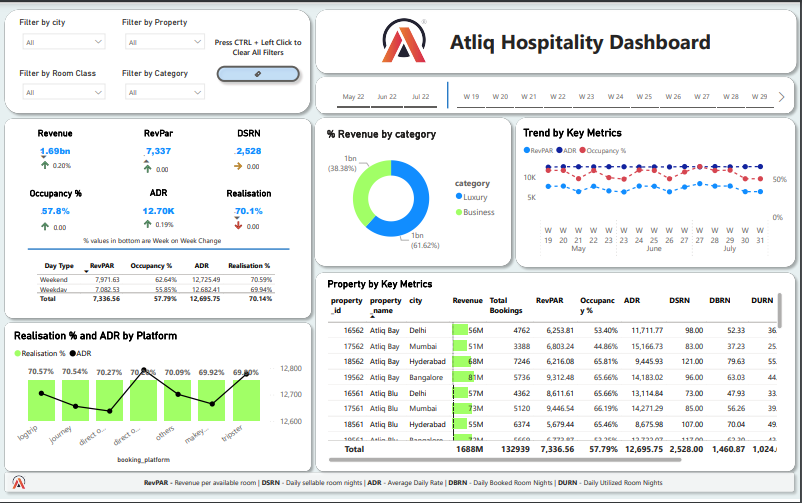 Filter by city
Filter by Property
All
All
Press CTRL + Left Click to
Clear All Filters
Filter by Room Class
Filter by Category
All
All
Atliq Hospitality Dashboard
May 22 Jun 22 Jul 22 W 19 W 20 W 21 W 22 W 23 W 24 W 25 W 26 W 27 W 28 W 29
Revenue RevPar DSRN
1.69bn 7,337 2,528
0.20% 0.00 0.00
Occupancy % ADR Realisation
57.8% 12.70K 70.1%
0.00 0.19% 0.00
% values in bottom are Week on Week Change
Day Type RevPAR Occupancy % ADR Realisation %
Weekend 7,971.63 62.64% 12,725.49 70.59%
Weekday 7,082.53 55.85% 12,682.41 69.94%
Total 7,336.56 57.79% 12,695.75 70.14%
% Revenue by category
1bn
(38.38%)
1bn
(61.62%)
category
Luxury
Business
Trend by Key Metrics
RevPAR ADR Occupancy %
10K
5K
50%
0%
W W W W W W W W W W W W W
19 20 21 22 23 24 25 26 27 28 29 30 31
May June July
Realisation % and ADR by Platform
Realisation % ADR
70.57% 70.54% 70.27% 70.09% 69.92%
12,800
12,700
12,600
logtrip journey direct o... direct o... others makey... tripster
booking_platform
Property by Key Metrics
property_id property_name city Revenue Total Bookings RevPAR Occupancy % ADR DSRN DBRN DURN
16562 Atliq Bay Delhi 56M 4762 6,253.81 53.40% 11,711.77 98.00 52.33 36.
17562 Atliq Bay Mumbai 51M 3388 6,803.24 44.86% 15,166.73 83.00 37.23 25.
18562 Atliq Bay Hyderabad 68M 7246 6,216.08 65.81% 9,445.93 121.00 79.63 55.
19562 Atliq Bay Bangalore 81M 5736 9,312.48 65.66% 14,183.02 96.00 63.03 44.
16561 Atliq Blu Delhi 57M 4362 8,611.61 65.66% 13,114.84 73.00 47.93 33.
17561 Atliq Blu Mumbai 73M 5120 9,446.54 66.19% 14,271.29 85.00 56.26 39.
18561 Atliq Blu Hyderabad 55M 6374 5,679.44 65.46% 8,675.98 107.00 70.04 49.
19561 Atliq Blu Bangalore
Total 1688M 132939 7,336.56 57.79% 12,695.75 2,528.00 1,460.87 1,024.
RevPAR - Revenue per available room | DSRN - Daily sellable room nights | ADR - Average Daily Rate | DBRN - Daily Booked Room Nights | DURN - Daily Utilized Room Nights